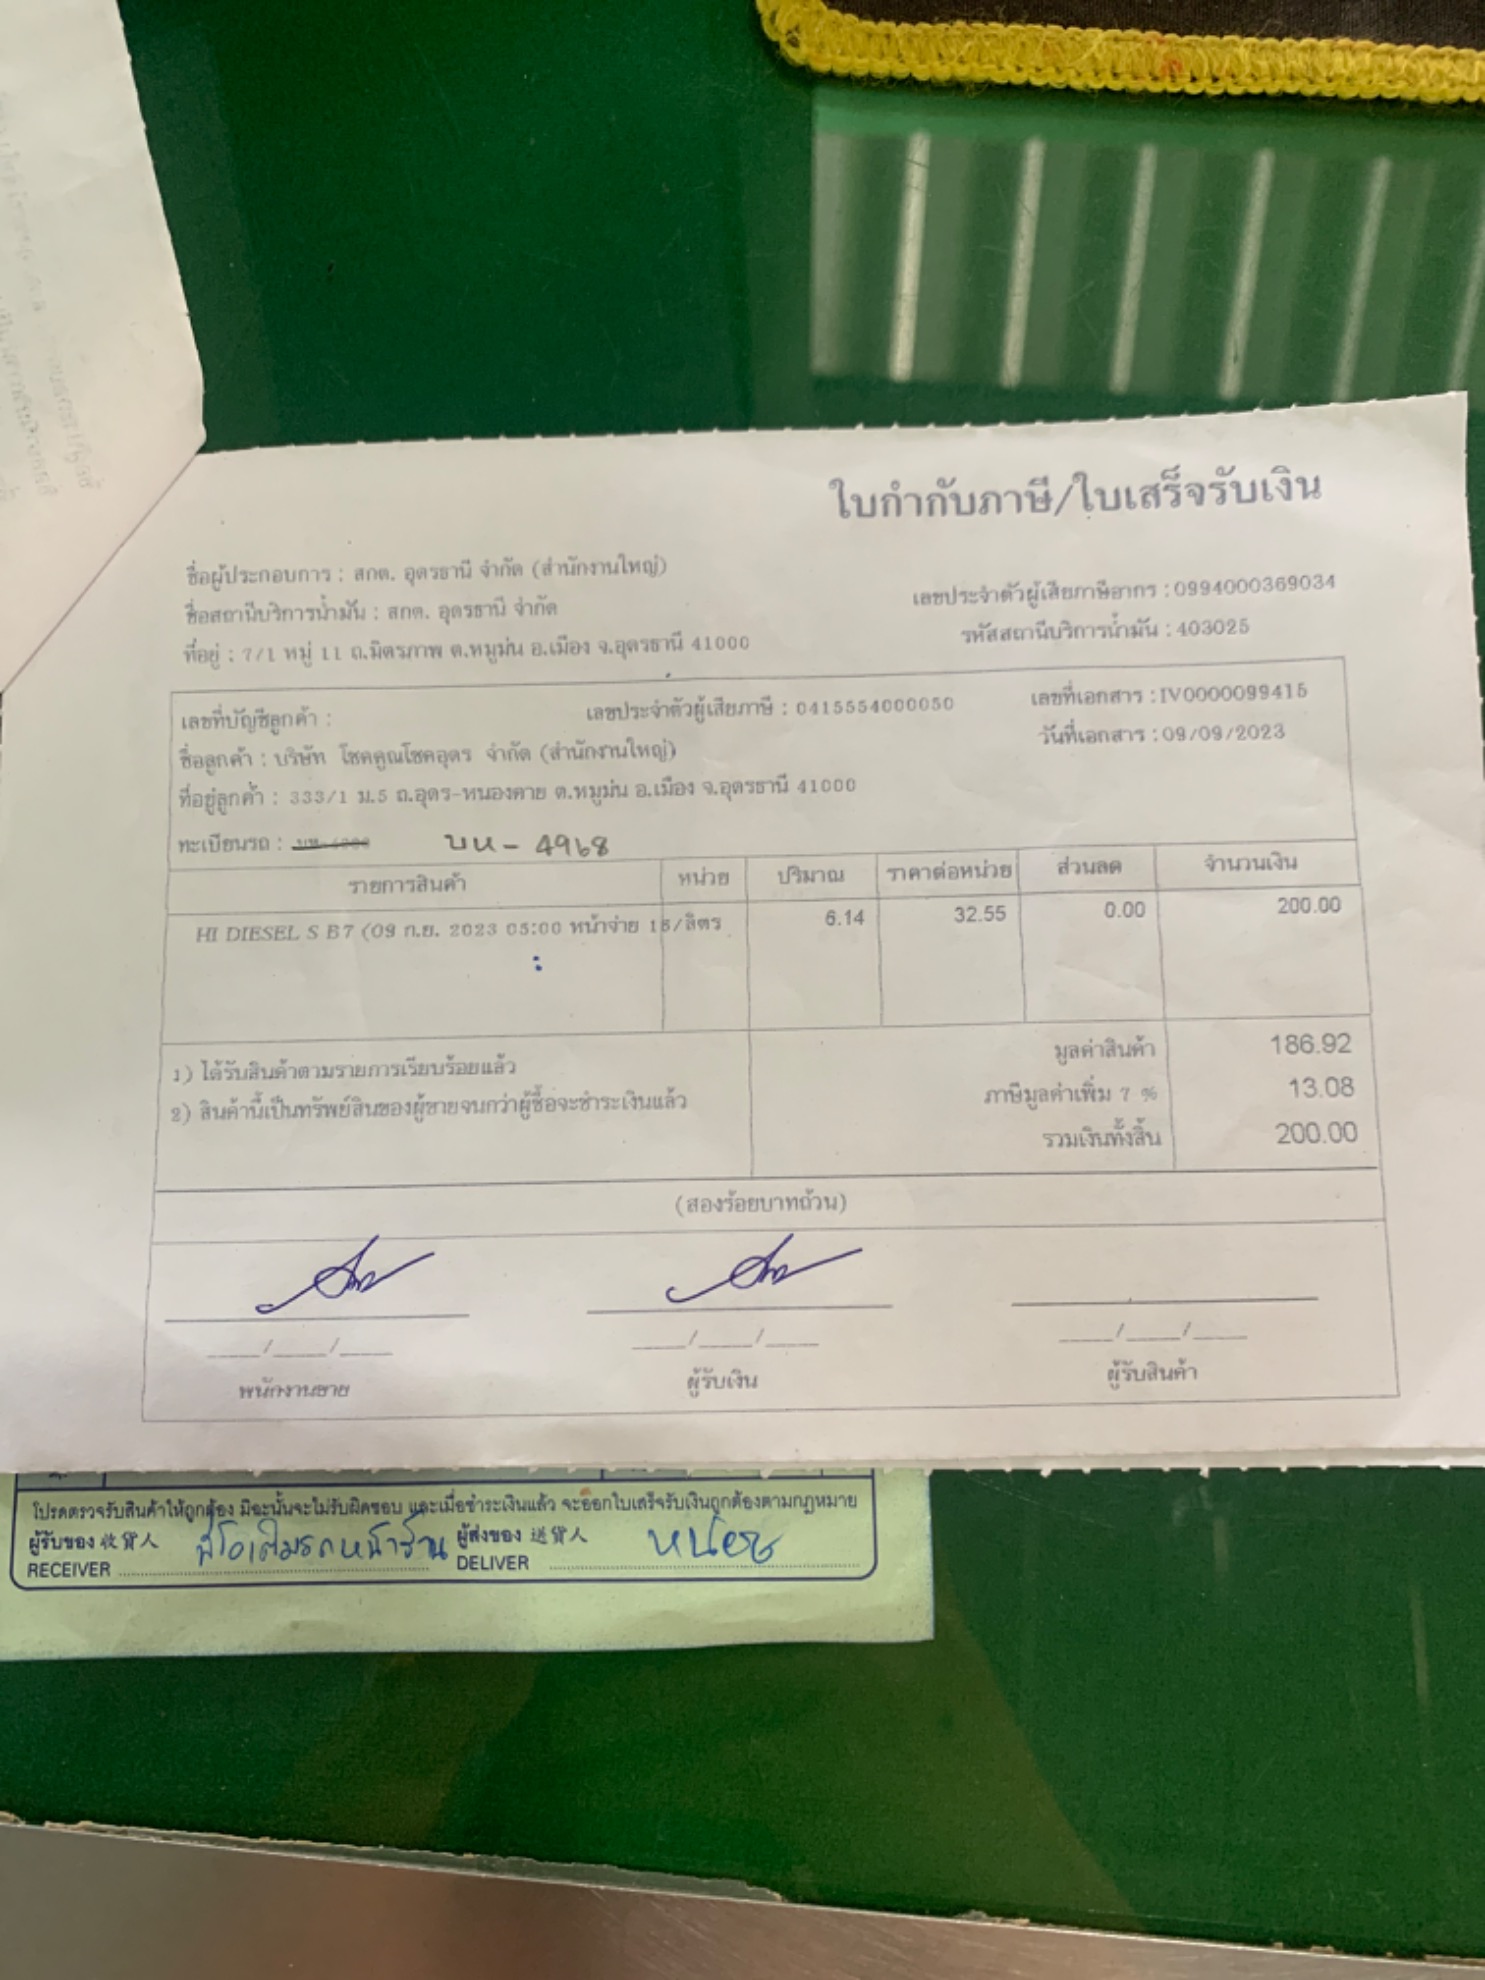 ใบกำกับภาษี/ใบเสร็จรับเงิน
ชื่อผู้ประกอบการ : สกต. อุดรธานี จำกัด (สำนักงานใหญ่)
เลขประจำตัวผู้เสียภาษีอากร : 0994000369034
ชื่อสถานีบริการน้ำมัน : สกต. อุดรธานี จำกัด
รหัสสถานีบริการน้ำมัน : 403025
ที่อยู่ : 7/1 หมู่ 11 ถ.มิตรภาพ ต.หมูม่น อ.เมือง จ.อุดรธานี 41000
เลขที่บัญชีลูกค้า : เลขประจำตัวผู้เสียภาษี : 0415554000050 เลขที่เอกสาร : IV0000099415
ชื่อลูกค้า : บริษัท โชคคูณโชคอุดร จำกัด (สำนักงานใหญ่) วันที่เอกสาร : 09/09/2023
ที่อยู่ลูกค้า : 333/1 ม.5 ถ.อุดร-หนองคาย ต.หมูม่น อ.เมือง จ.อุดรธานี 41000
ทะเบียนรถ : บห - 4968
รายการสินค้า หน่วย ปริมาณ ราคาต่อหน่วย ส่วนลด จำนวนเงิน
HI DIESEL S B7 (09 ก.ย. 2023 05:00 หน้าจ่าย 15/ลิตร 6.14 32.55 0.00 200.00
1) ได้รับสินค้าตามรายการเรียบร้อยแล้ว
2) สินค้านี้เป็นทรัพย์สินของผู้ขายจนกว่าผู้ซื้อจะชำระเงินแล้ว
มูลค่าสินค้า 186.92
ภาษีมูลค่าเพิ่ม 7 % 13.08
รวมเงินทั้งสิ้น 200.00
(สองร้อยบาทถ้วน)
____/____/____ ____/____/____ ____/____/____
พนักงานขาย ผู้รับเงิน ผู้รับสินค้า
โปรดตรวจรับสินค้าให้ถูกต้อง มิฉะนั้นจะไม่รับผิดชอบ และเมื่อชำระเงินแล้ว จะออกใบเสร็จรับเงินถูกต้องตามกฎหมาย
ผู้รับของ 收货人 ผู้ส่งของ 送货人
RECEIVER พี่โอเติมรถหน้าร้าน DELIVER หน่อย